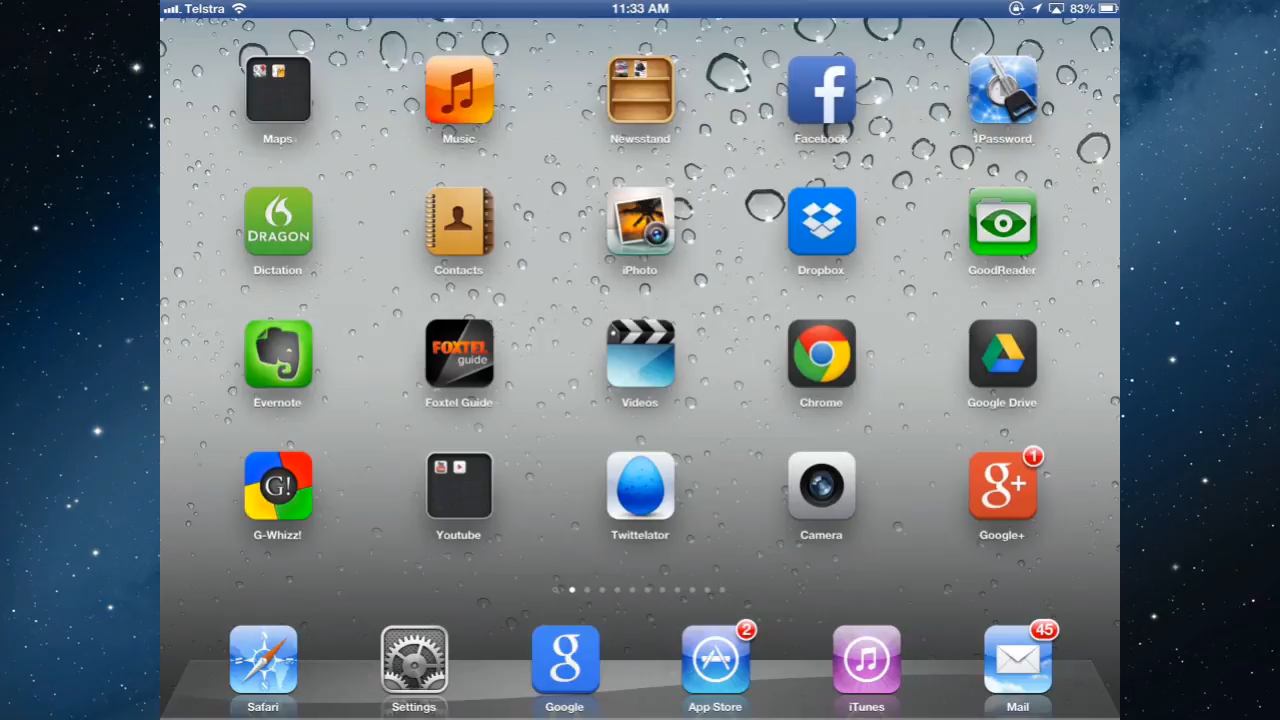 Telstra 11:33 AM 83%
Maps Music Newsstand Facebook 1Password
DRAGON
Dictation Contacts iPhoto Dropbox GoodReader
FOXTEL
guide
Evernote Foxtel Guide Videos Chrome Google Drive
G! g+ 1
G-Whizz! Youtube Twittelator Camera Google+
g 2 45
Safari Settings Google App Store iTunes Mail